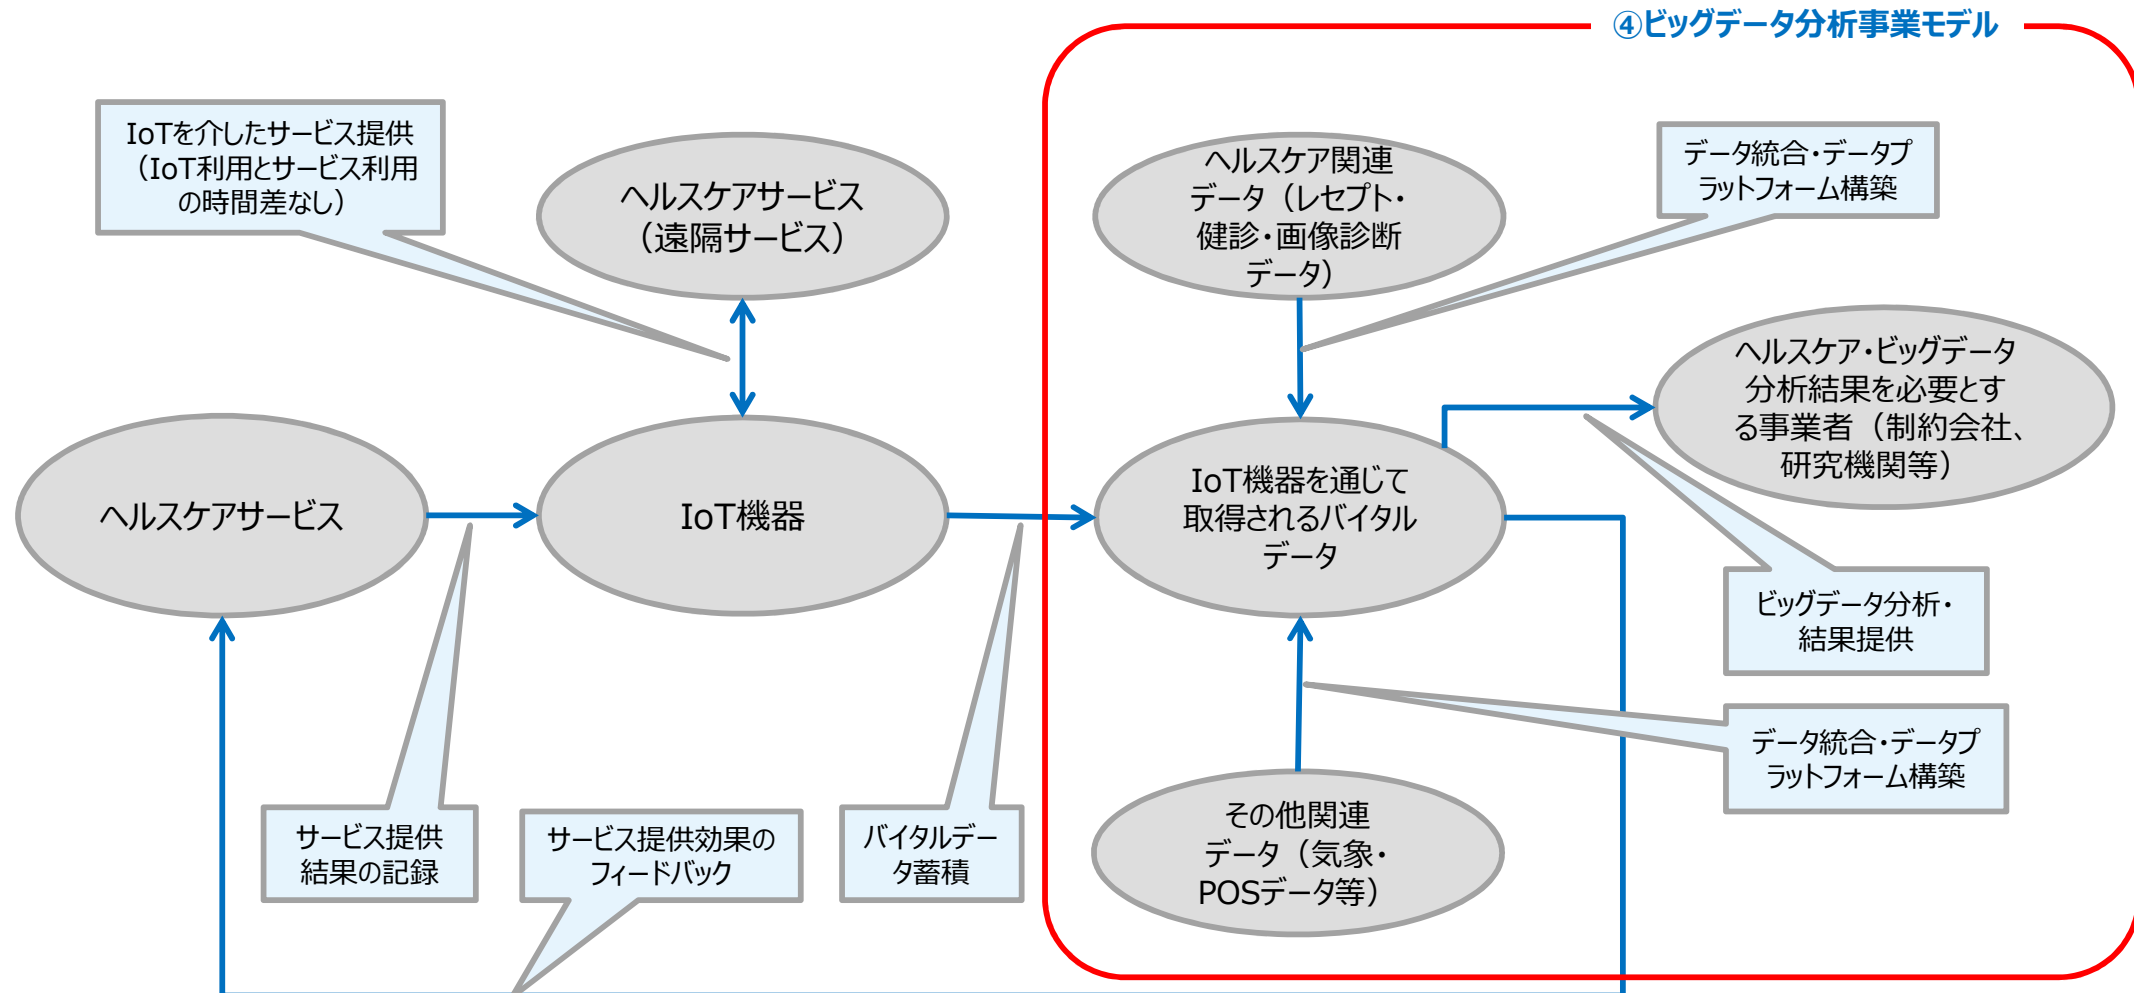 ④ビッグデータ分析事業モデル
IoTを介したサービス提供
（IoT利用とサービス利用
の時間差なし）
ヘルスケアサービス
（遠隔サービス）
ヘルスケア関連
データ（レセプト・
健診・画像診断
データ）
データ統合・データプ
ラットフォーム構築
ヘルスケア・ビッグデータ
分析結果を必要とす
る事業者（制約会社、
研究機関等）
ヘルスケアサービス
IoT機器
IoT機器を通じて
取得されるバイタル
データ
ビッグデータ分析・
結果提供
データ統合・データプ
ラットフォーム構築
サービス提供
結果の記録
サービス提供効果の
フィードバック
バイタルデー
タ蓄積
その他関連
データ（気象・
POSデータ等）